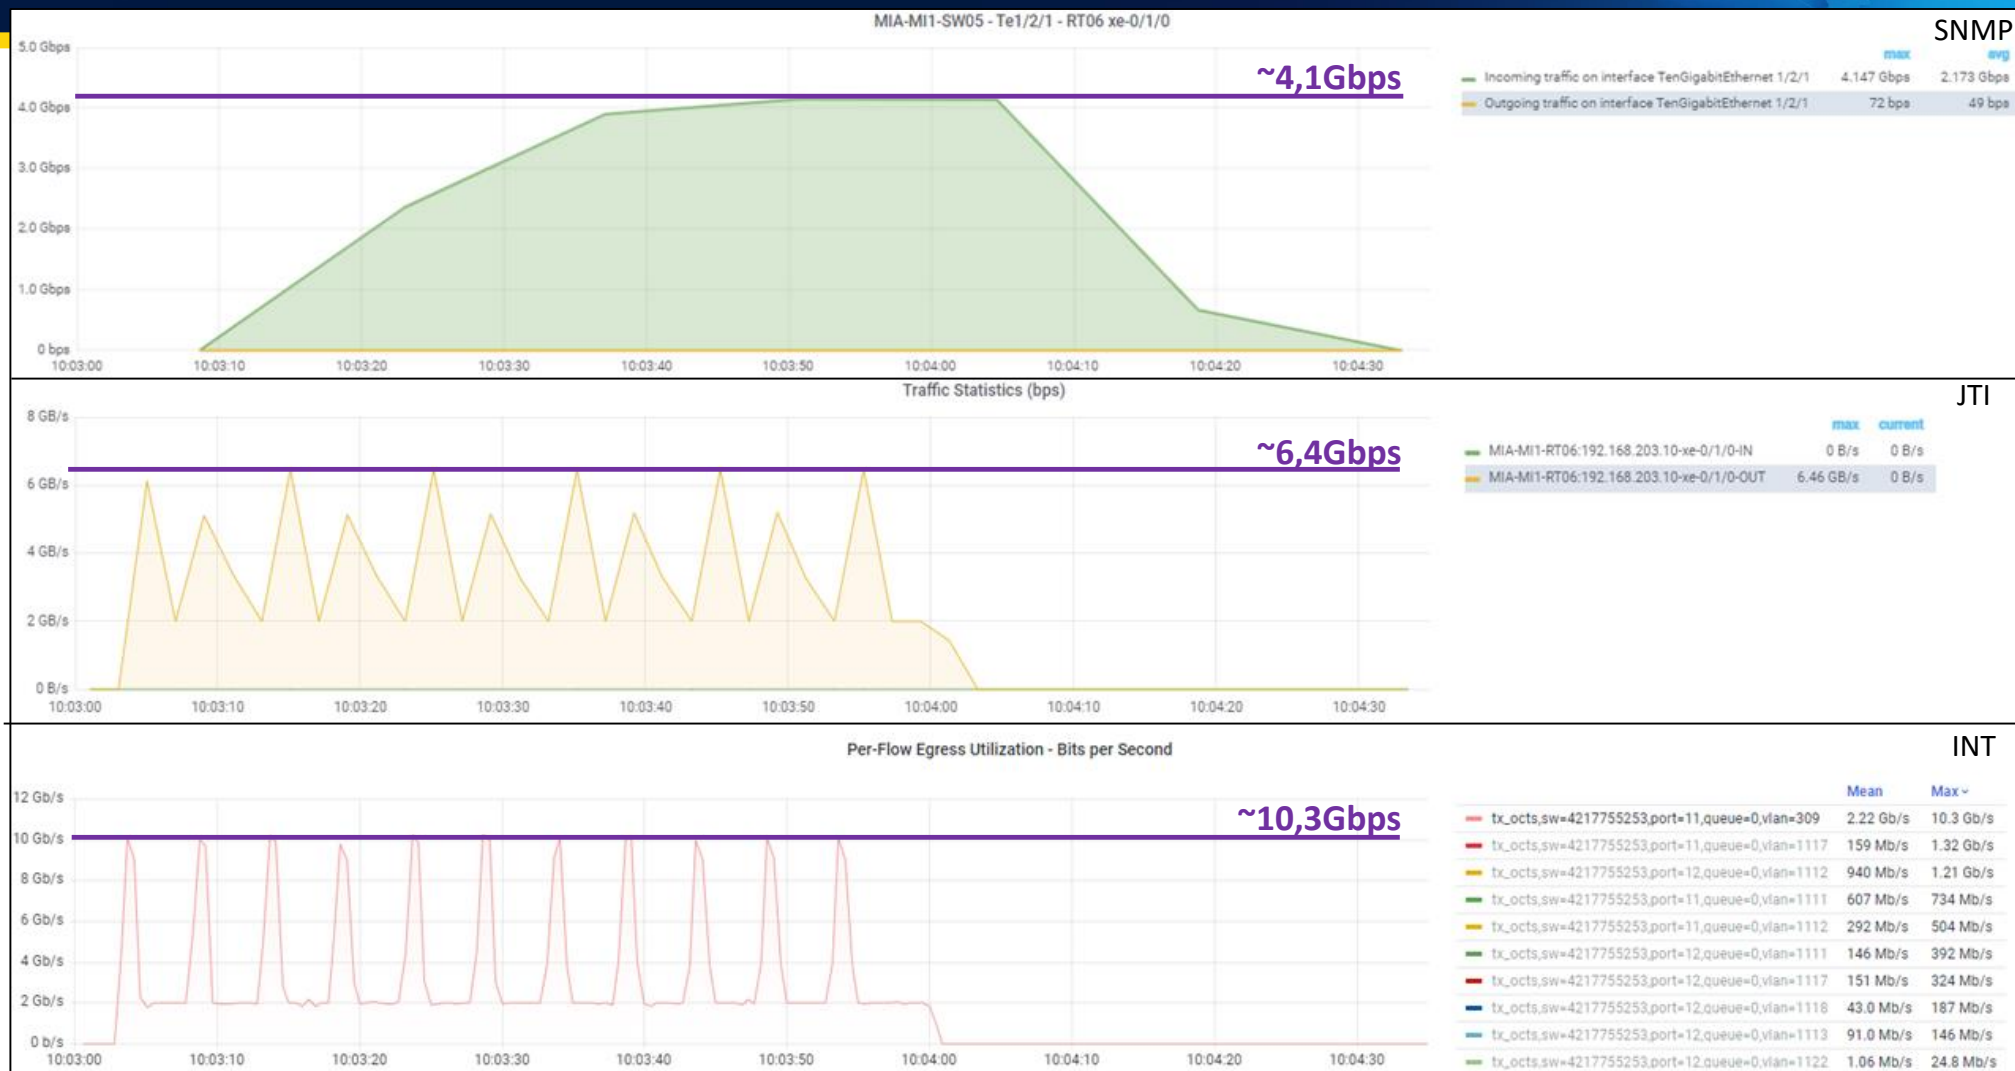 MIA-MI1-SW05 - Te1/2/1 - RT06 xe-0/1/0
SNMP
5.0 Gbps
4.0 Gbps
3.0 Gbps
2.0 Gbps
1.0 Gbps
0 bps
~4,1Gbps
10:03:00 10:03:10 10:03:20 10:03:30 10:03:40 10:03:50 10:04:00 10:04:10 10:04:20 10:04:30
max avg
Incoming traffic on interface TenGigabitEthernet 1/2/1 4.147 Gbps 2.173 Gbps
Outgoing traffic on interface TenGigabitEthernet 1/2/1 72 bps 49 bps
Traffic Statistics (bps)
JTI
8 GB/s
6 GB/s
4 GB/s
2 GB/s
0 B/s
~6,4Gbps
10:03:00 10:03:10 10:03:20 10:03:30 10:03:40 10:03:50 10:04:00 10:04:10 10:04:20 10:04:30
max current
MIA-MI1-RT06:192.168.203.10-xe-0/1/0-IN 0 B/s 0 B/s
MIA-MI1-RT06:192.168.203.10-xe-0/1/0-OUT 6.46 GB/s 0 B/s
Per-Flow Egress Utilization - Bits per Second
INT
12 Gb/s
10 Gb/s
8 Gb/s
6 Gb/s
4 Gb/s
2 Gb/s
0 b/s
~10,3Gbps
10:03:00 10:03:10 10:03:20 10:03:30 10:03:40 10:03:50 10:04:00 10:04:10 10:04:20 10:04:30
Mean Max
tx_octs,sw=4217755253,port=11,queue=0,vlan=309 2.22 Gb/s 10.3 Gb/s
tx_octs,sw=4217755253,port=11,queue=0,vlan=1117 159 Mb/s 1.32 Gb/s
tx_octs,sw=4217755253,port=12,queue=0,vlan=1112 940 Mb/s 1.21 Gb/s
tx_octs,sw=4217755253,port=11,queue=0,vlan=1111 607 Mb/s 734 Mb/s
tx_octs,sw=4217755253,port=11,queue=0,vlan=1112 292 Mb/s 504 Mb/s
tx_octs,sw=4217755253,port=12,queue=0,vlan=1111 146 Mb/s 392 Mb/s
tx_octs,sw=4217755253,port=12,queue=0,vlan=1117 151 Mb/s 324 Mb/s
tx_octs,sw=4217755253,port=12,queue=0,vlan=1118 43.0 Mb/s 187 Mb/s
tx_octs,sw=4217755253,port=12,queue=0,vlan=1113 91.0 Mb/s 146 Mb/s
tx_octs,sw=4217755253,port=12,queue=0,vlan=1122 1.06 Mb/s 24.8 Mb/s